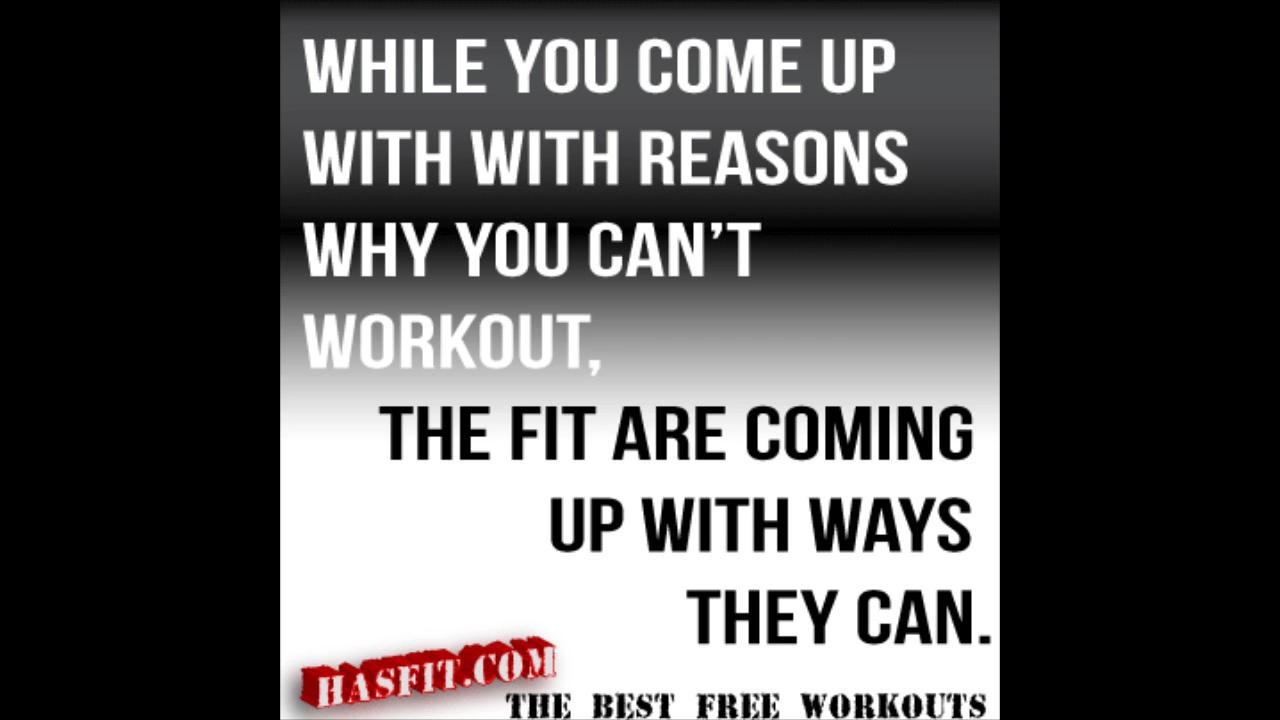 WHILE YOU COME UP
WITH WITH REASONS
WHY YOU CAN'T
WORKOUT,
THE FIT ARE COMING
UP WITH WAYS
THEY CAN.
HASFIT.COM
THE BEST FREE WORKOUTS